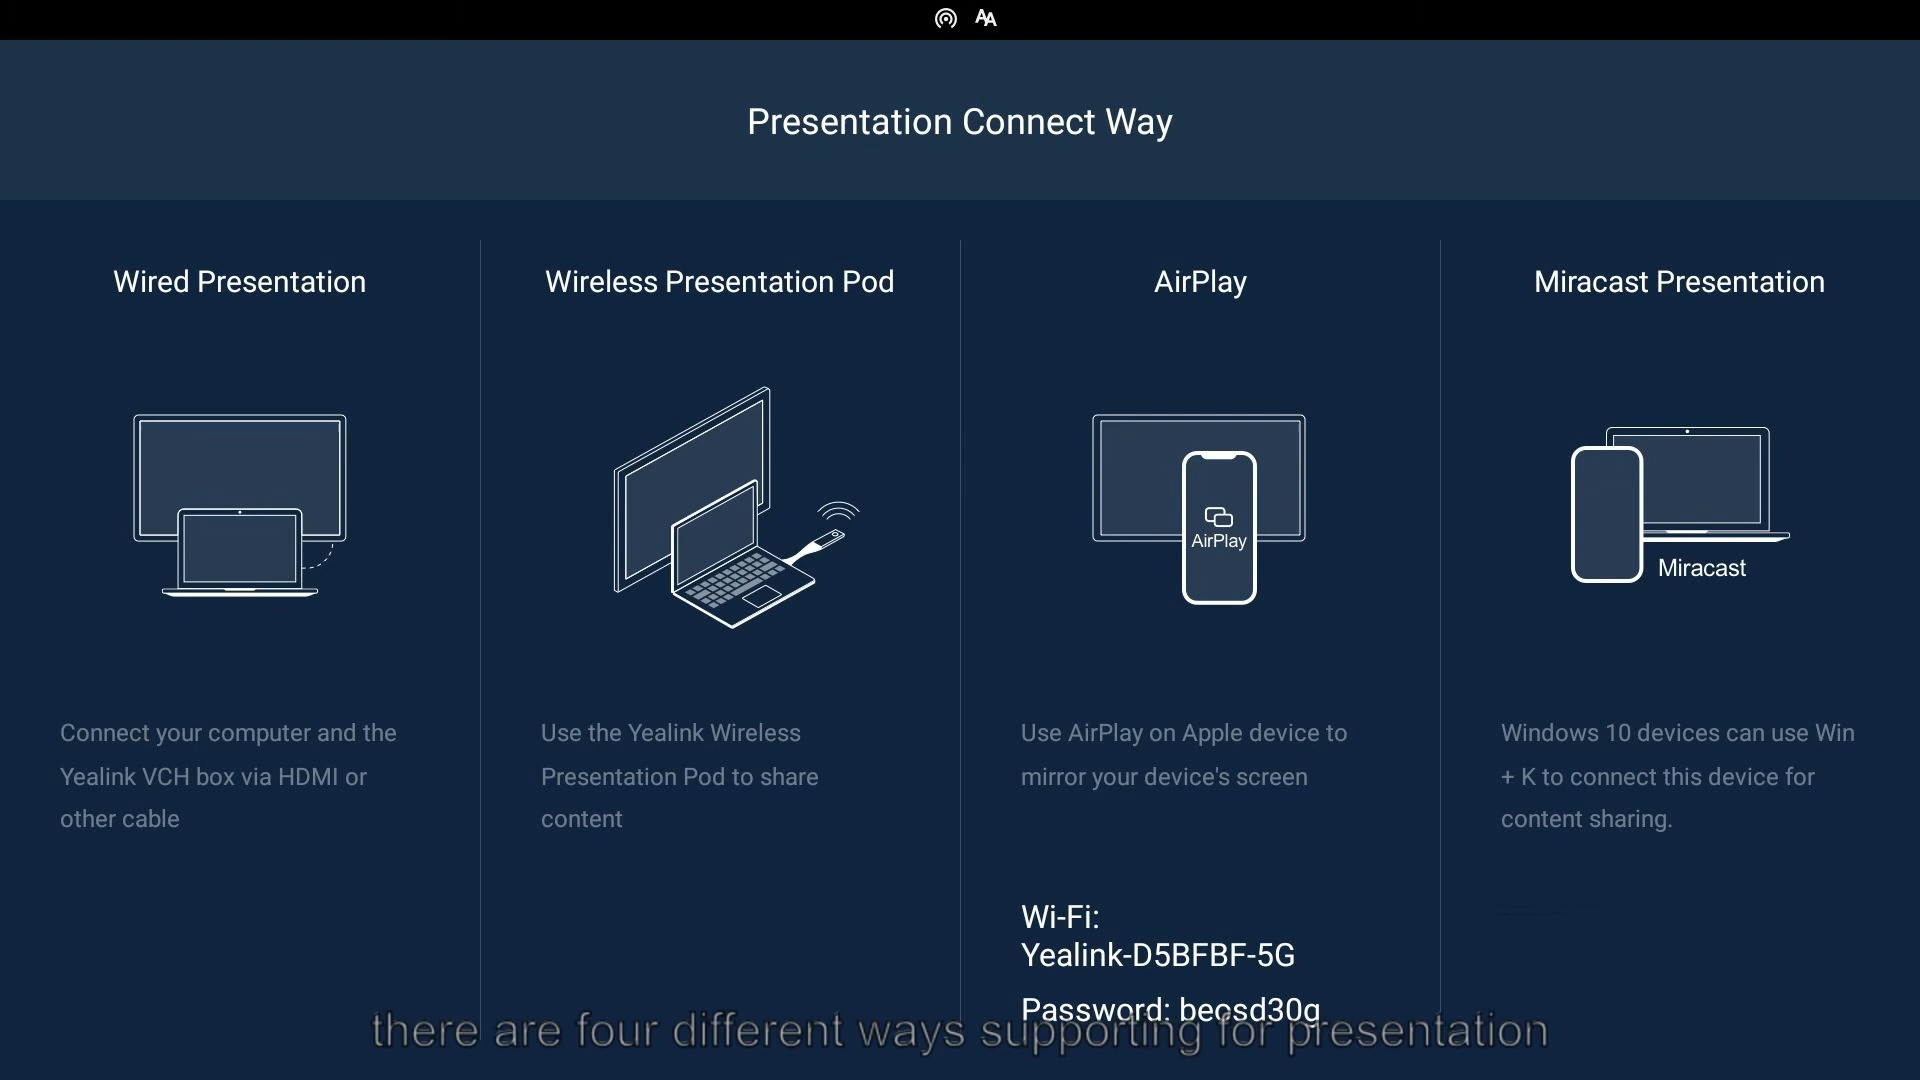 Presentation Connect Way
Wired Presentation
Connect your computer and the
Yealink VCH box via HDMI or
other cable
Wireless Presentation Pod
Use the Yealink Wireless
Presentation Pod to share
content
AirPlay
AirPlay
Use AirPlay on Apple device to
mirror your device's screen
Wi-Fi:
Yealink-D5BFBF-5G
Password: beosd30g
Miracast Presentation
Miracast
Windows 10 devices can use Win
+ K to connect this device for
content sharing.
there are four different ways supporting for presentation